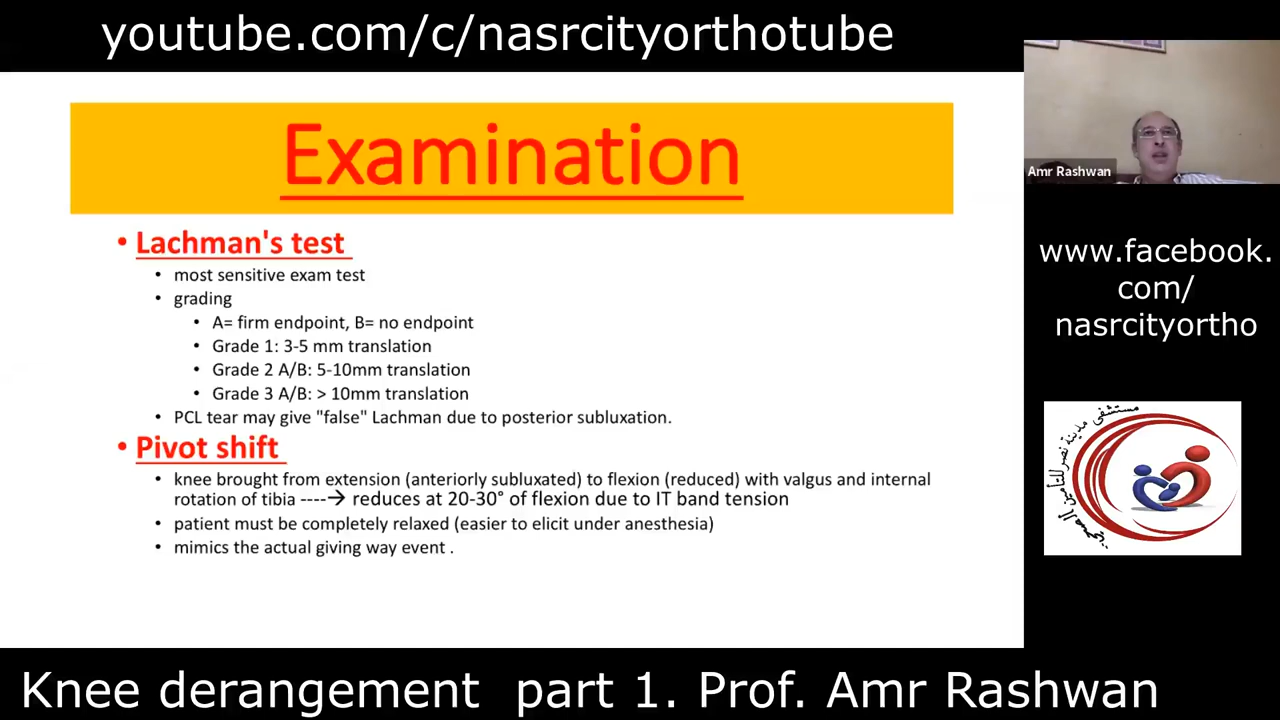 youtube.com/c/nasrcityorthotube
Examination
Amr Rashwan
• Lachman's test
• most sensitive exam test
• grading
• A= firm endpoint, B= no endpoint
• Grade 1: 3-5 mm translation
• Grade 2 A/B: 5-10mm translation
• Grade 3 A/B: > 10mm translation
• PCL tear may give "false" Lachman due to posterior subluxation.
• Pivot shift
• knee brought from extension (anteriorly subluxated) to flexion (reduced) with valgus and internal
rotation of tibia ----→ reduces at 20-30° of flexion due to IT band tension
• patient must be completely relaxed (easier to elicit under anesthesia)
• mimics the actual giving way event .
www.facebook.
com/
nasrcityortho
مستشفى مدينة نصر للتأمين الصحى
Knee derangement part 1. Prof. Amr Rashwan